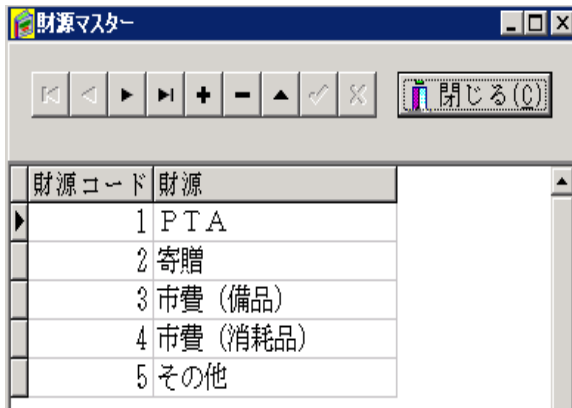 財源マスター
閉じる(C)
財源コード 財源
1 ＰＴＡ
2 寄贈
3 市費（備品）
4 市費（消耗品）
5 その他